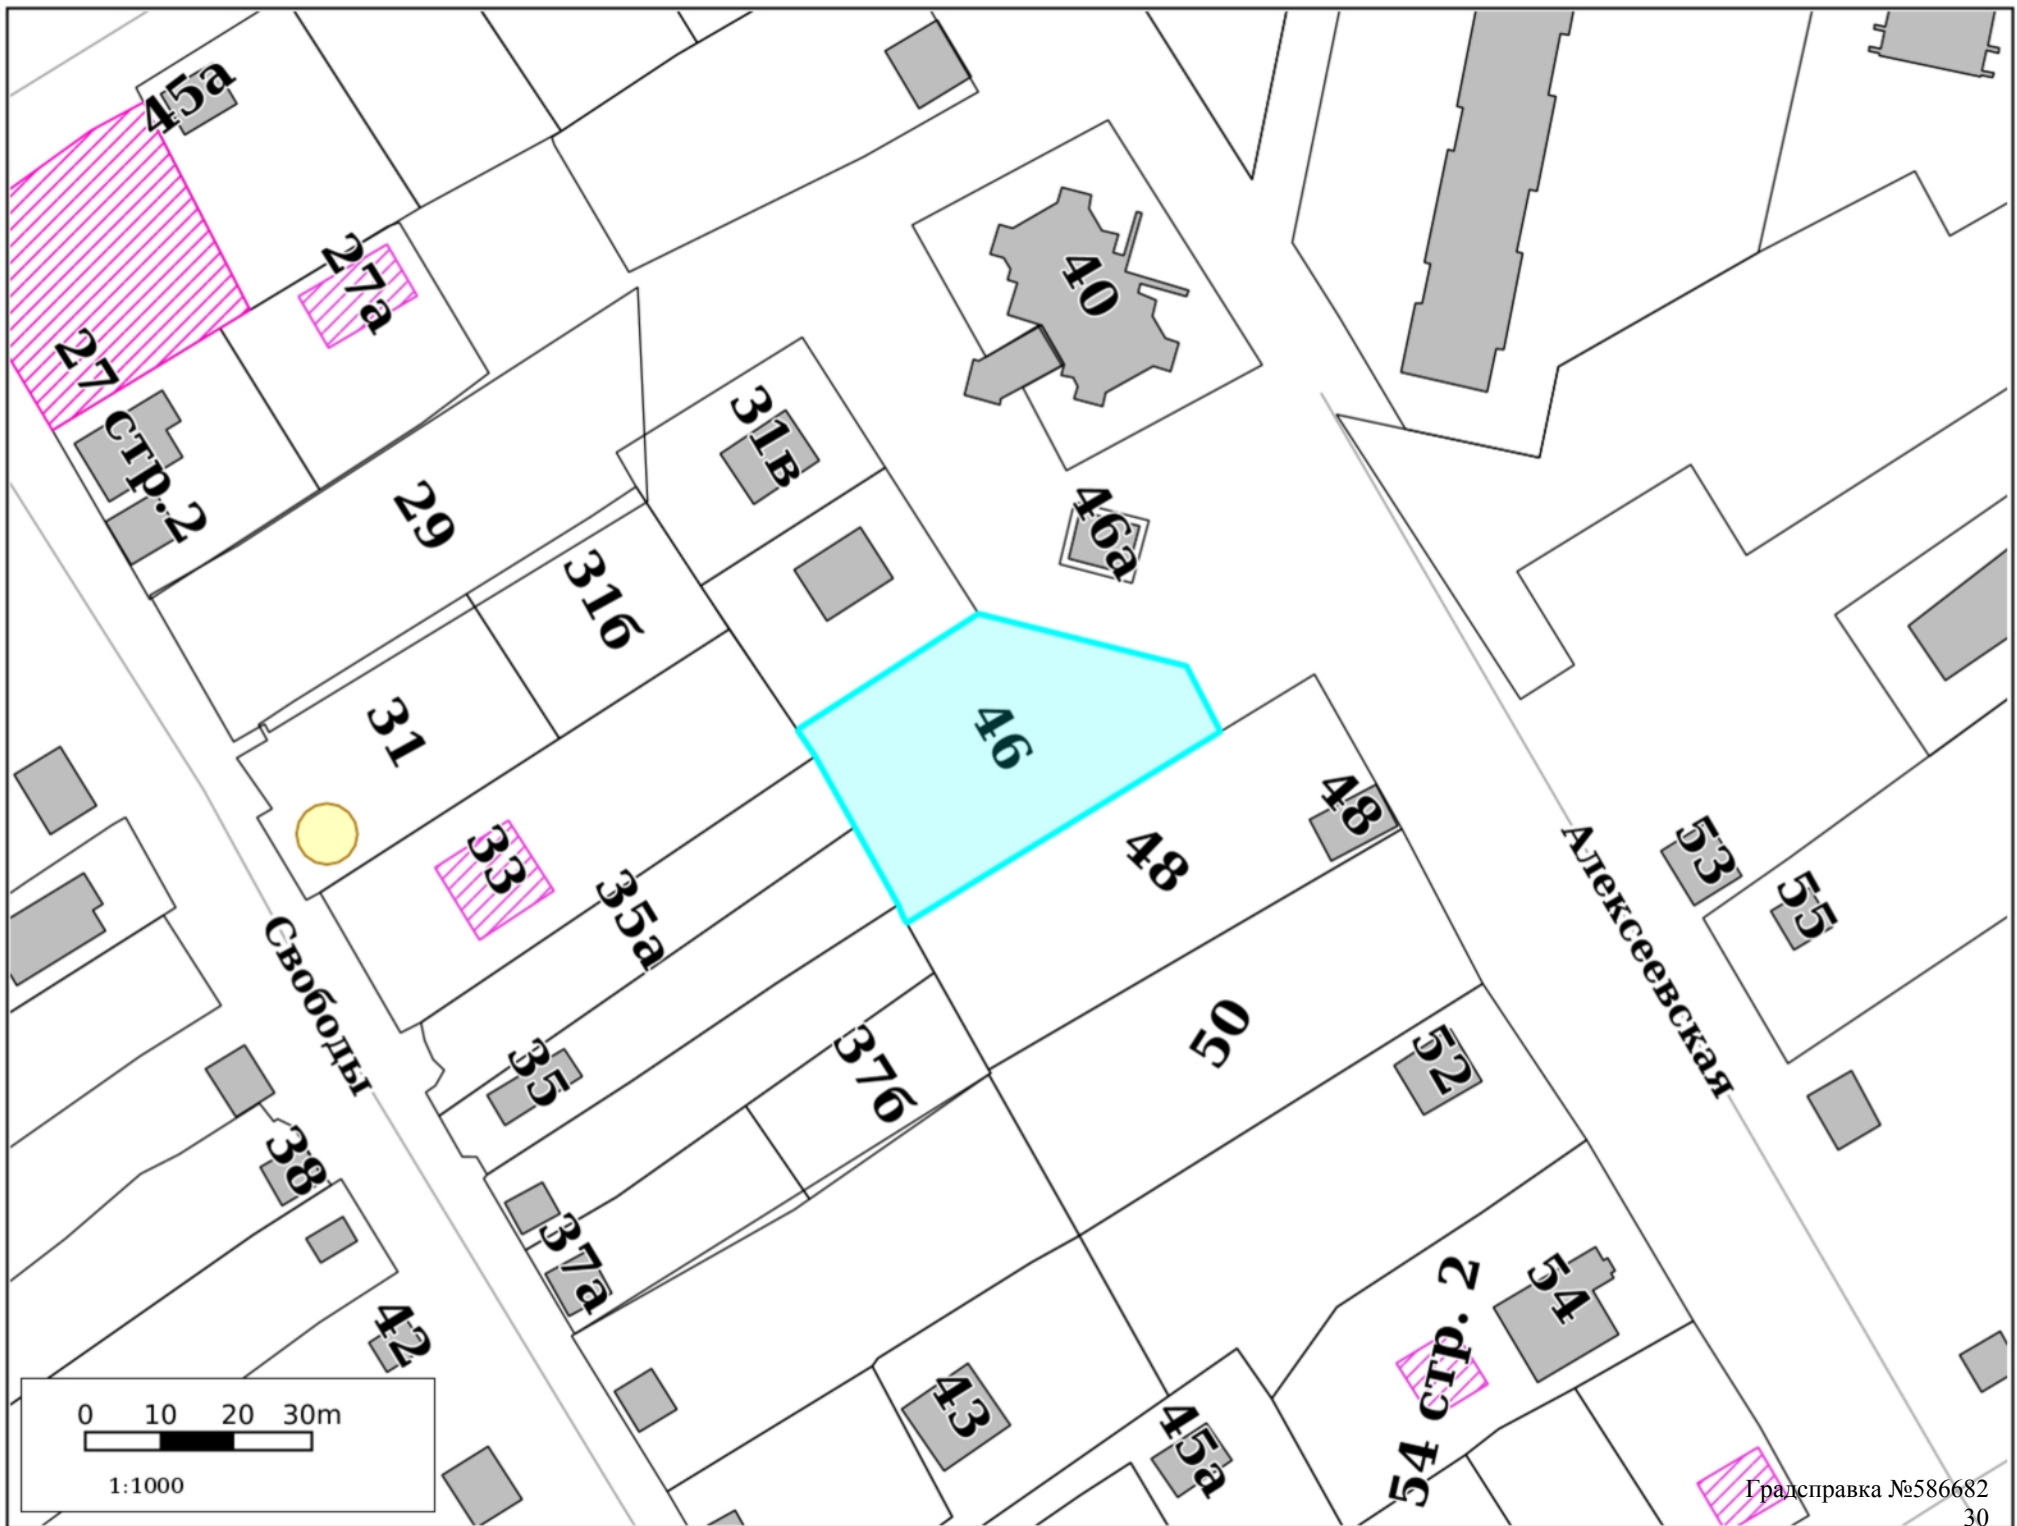 45а
27а
27
стр.2
29
31в
40
46а
31б
31
46
33
35а
48
48
53
55
Алексеевская
Свободы
35
37б
50
52
38
37а
42
54
54 стр. 2
43
45а
0 10 20 30m
1:1000
Градсправка №586682
30